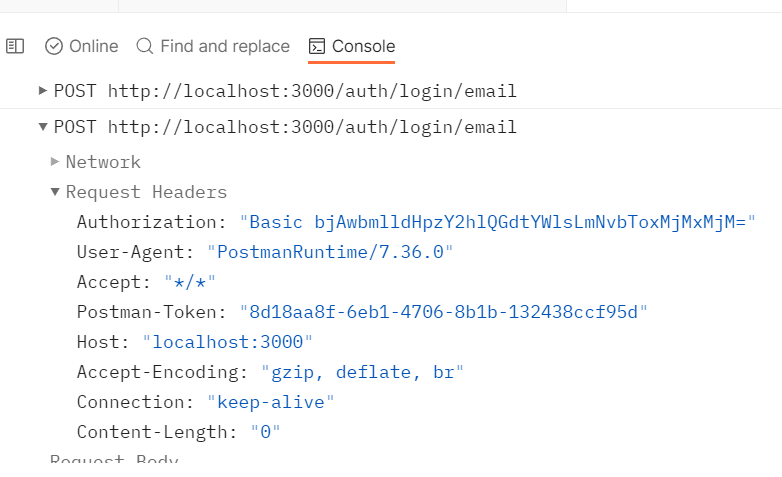 Online Find and replace Console
POST http://localhost:3000/auth/login/email
POST http://localhost:3000/auth/login/email
Network
Request Headers
Authorization: "Basic bjAwbmlldHpzY2hlQGdtYWlsLmNvbToxMjMxMjM="
User-Agent: "PostmanRuntime/7.36.0"
Accept: "*/*"
Postman-Token: "8d18aa8f-6eb1-4706-8b1b-132438ccf95d"
Host: "localhost:3000"
Accept-Encoding: "gzip, deflate, br"
Connection: "keep-alive"
Content-Length: "0"
Request Body